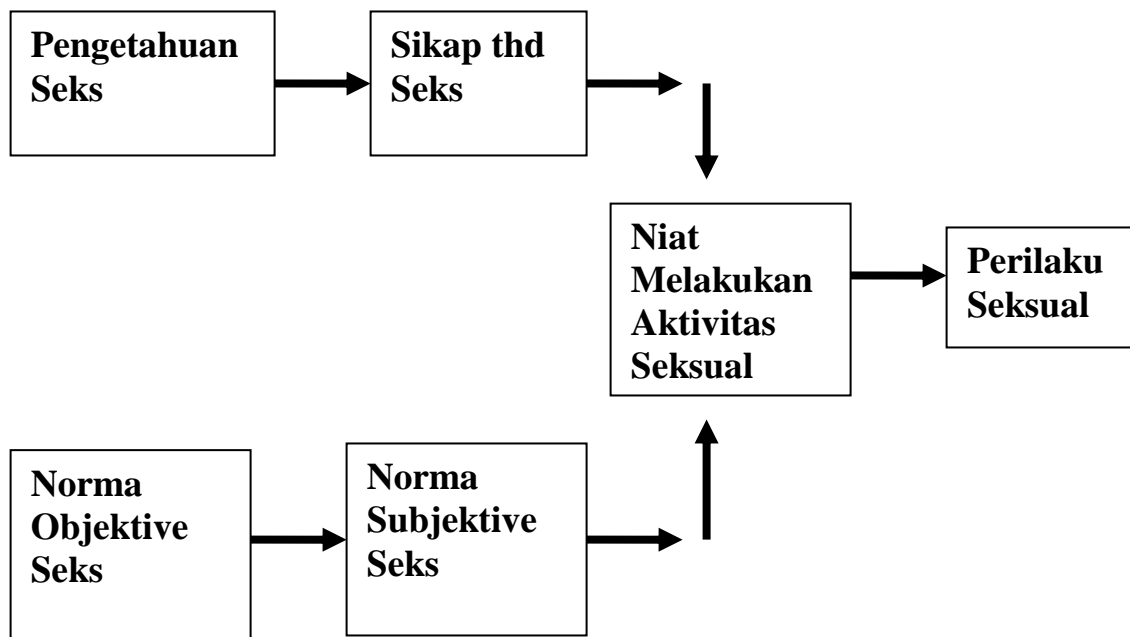 Pengetahuan
Seks
Sikap thd
Seks
Niat
Melakukan
Aktivitas
Seksual
Perilaku
Seksual
Norma
Objektive
Seks
Norma
Subjektive
Seks